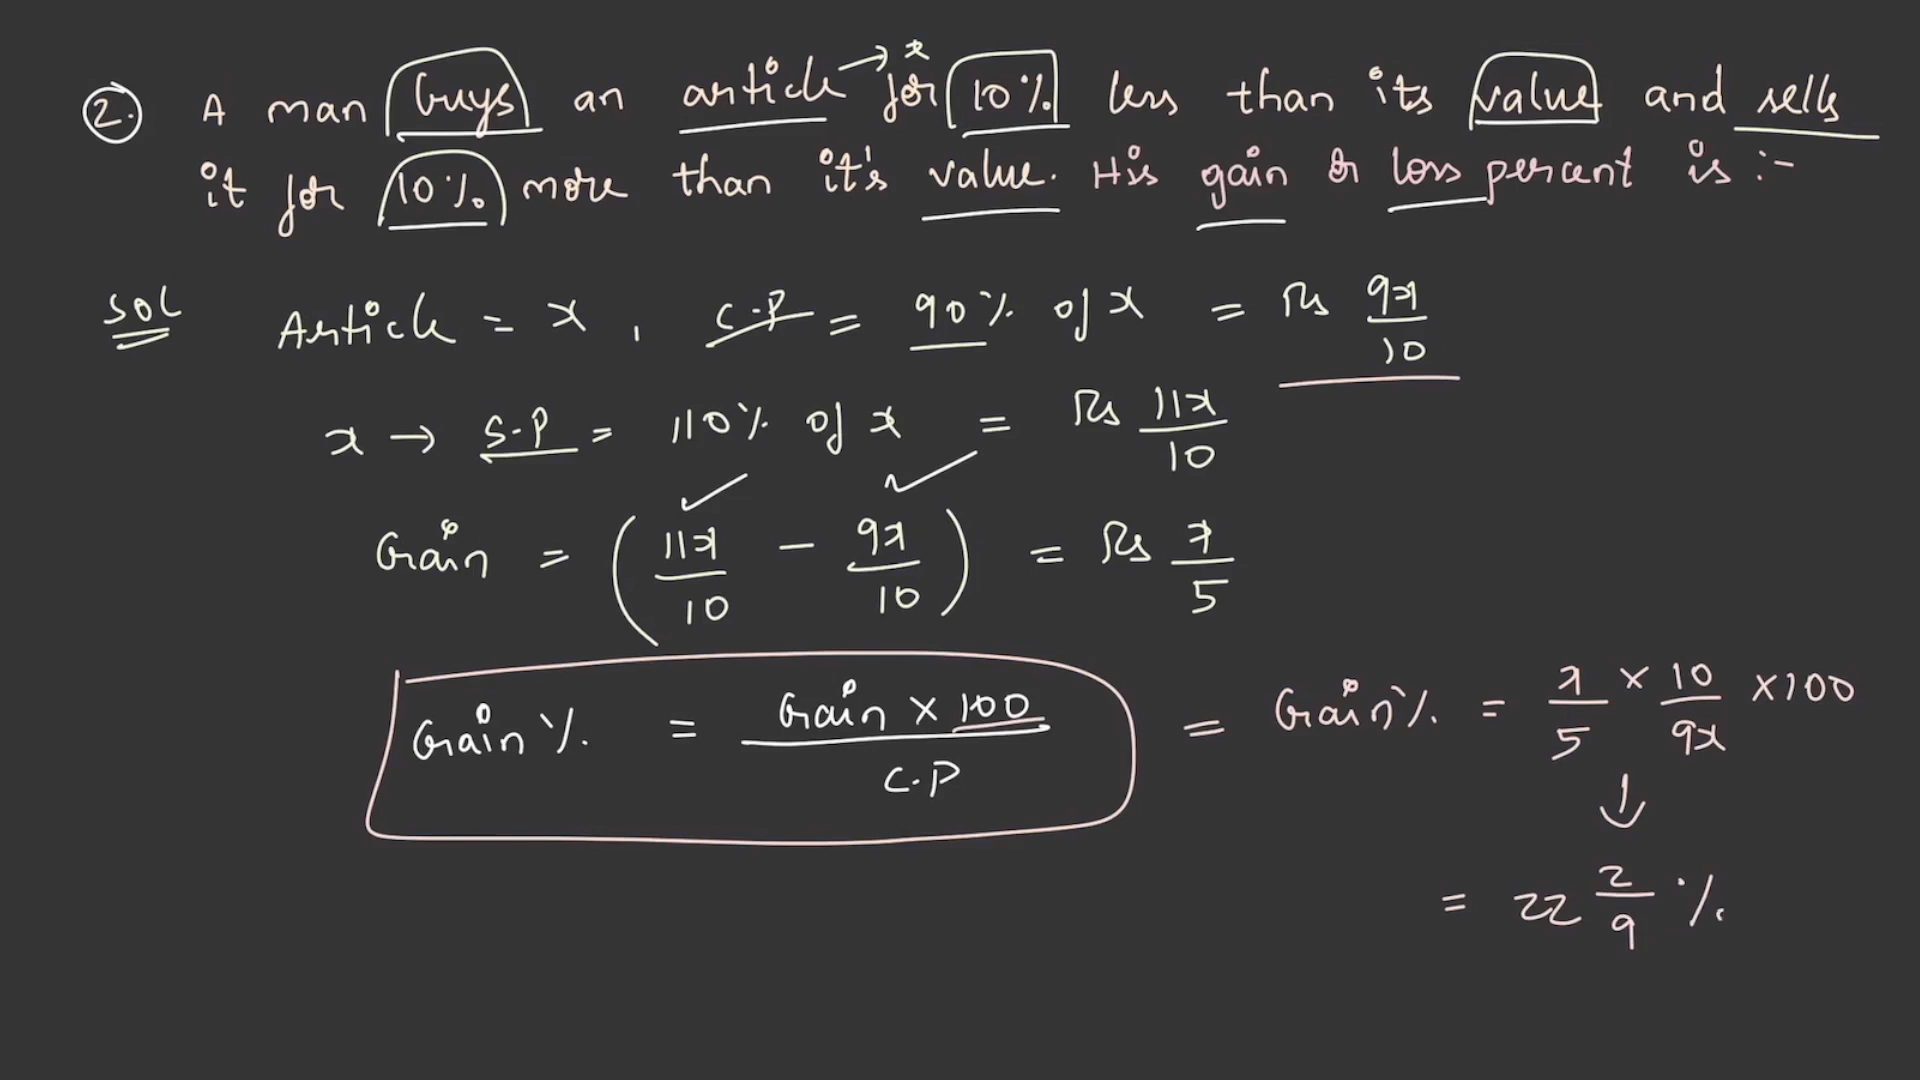 2. A man buys an article → x for 10% less than its value and sells
it for 10% more than it's value. His gain or loss percent is :-
Sol Article = x , C.P = 90% of x = Rs 9x/10
x → S.P = 110% of x = Rs 11x/10
Gain = (11x/10 - 9x/10) = Rs x/5
Gain % = Gain × 100 / C.P = Gain % = x/5 × 10/9x × 100
= 22 2/9 %